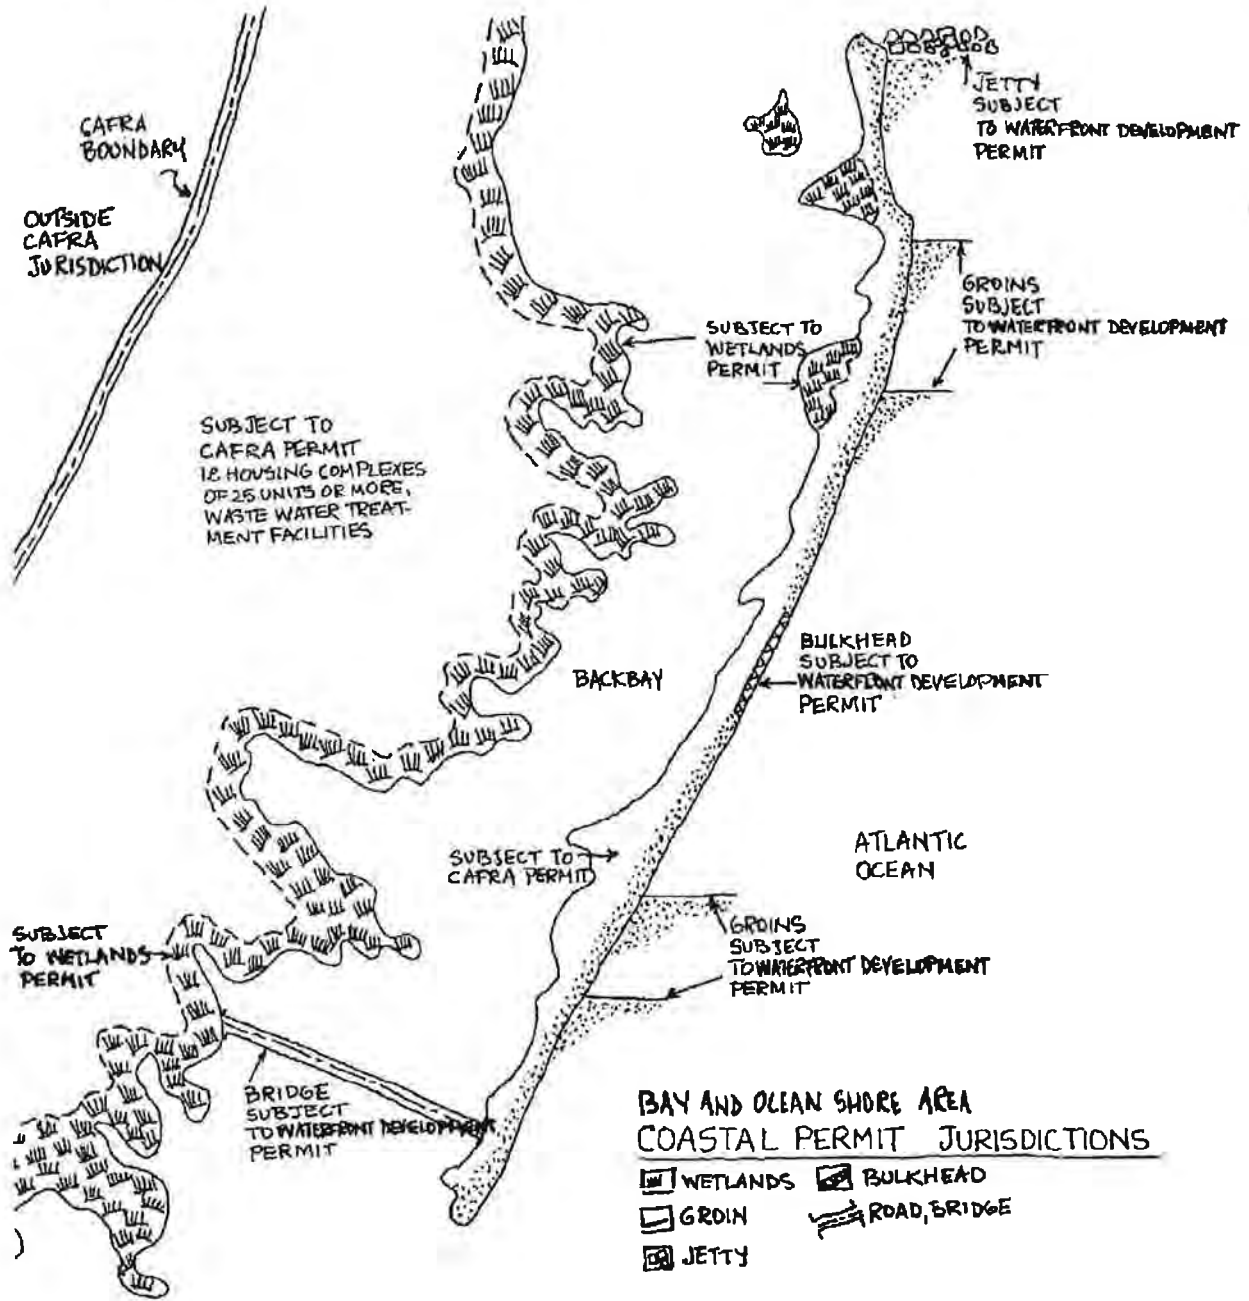 JETTY
SUBJECT
TO WATERFRONT DEVELOPMENT
PERMIT
CAFRA
BOUNDARY
OUTSIDE
CAFRA
JURISDICTION
GROINS
SUBJECT
TO WATERFRONT DEVELOPMENT
PERMIT
SUBJECT TO
WETLANDS
PERMIT
SUBJECT TO
CAFRA PERMIT
IE HOUSING COMPLEXES
OF 25 UNITS OR MORE,
WASTE WATER TREAT-
MENT FACILITIES
BULKHEAD
SUBJECT TO
WATERFRONT DEVELOPMENT
PERMIT
BACKBAY
ATLANTIC
OCEAN
SUBJECT TO
CAFRA PERMIT
GROINS
SUBJECT
TO WATERFRONT DEVELOPMENT
PERMIT
SUBJECT
TO WETLANDS
PERMIT
BRIDGE
SUBJECT
TO WATERFRONT DEVELOPMENT
PERMIT
BAY AND OCEAN SHORE AREA
COASTAL PERMIT JURISDICTIONS
WETLANDS BULKHEAD
GROIN ROAD, BRIDGE
JETTY